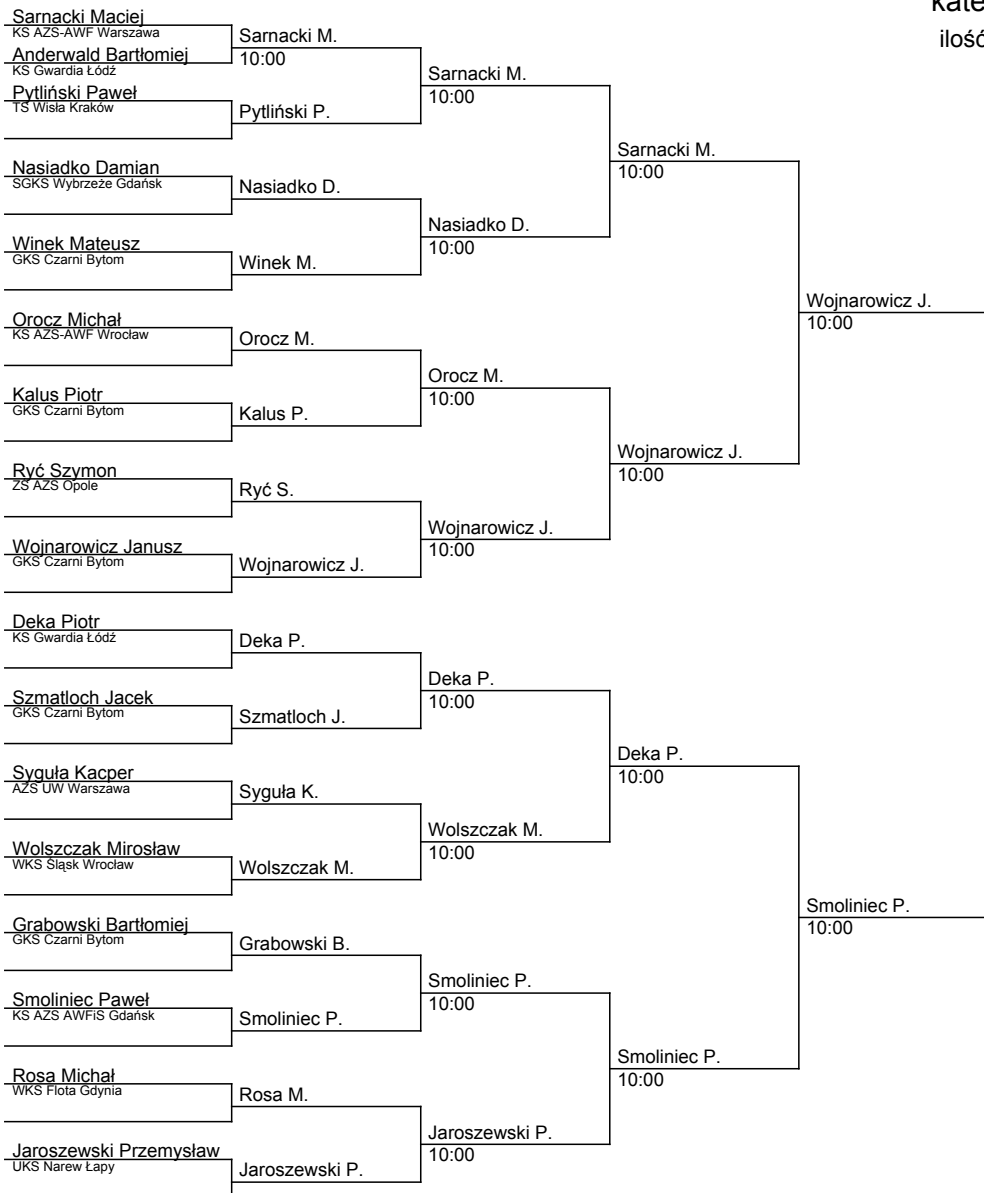 kate
ilość
Sarnacki Maciej
KS AZS-AWF Warszawa
Anderwald Bartłomiej
KS Gwardia Łódź
Pytliński Paweł
TS Wisła Kraków
Nasiadko Damian
SGKS Wybrzeże Gdańsk
Winek Mateusz
GKS Czarni Bytom
Orocz Michał
KS AZS-AWF Wrocław
Kalus Piotr
GKS Czarni Bytom
Ryć Szymon
ZS AZS Opole
Wojnarowicz Janusz
GKS Czarni Bytom
Deka Piotr
KS Gwardia Łódź
Szmatloch Jacek
GKS Czarni Bytom
Syguła Kacper
AZS UW Warszawa
Wolszczak Mirosław
WKS Śląsk Wrocław
Grabowski Bartłomiej
GKS Czarni Bytom
Smoliniec Paweł
KS AZS AWFiS Gdańsk
Rosa Michał
WKS Flota Gdynia
Jaroszewski Przemysław
UKS Narew Łapy
Sarnacki M.
10:00
Pytliński P.
Nasiadko D.
Winek M.
Orocz M.
Kalus P.
Ryć S.
Wojnarowicz J.
Deka P.
Szmatloch J.
Syguła K.
Wolszczak M.
Grabowski B.
Smoliniec P.
Rosa M.
Jaroszewski P.
Sarnacki M.
10:00
Nasiadko D.
10:00
Orocz M.
10:00
Wojnarowicz J.
10:00
Deka P.
10:00
Wolszczak M.
10:00
Smoliniec P.
10:00
Jaroszewski P.
10:00
Sarnacki M.
10:00
Wojnarowicz J.
10:00
Deka P.
10:00
Smoliniec P.
10:00
Wojnarowicz J.
10:00
Smoliniec P.
10:00